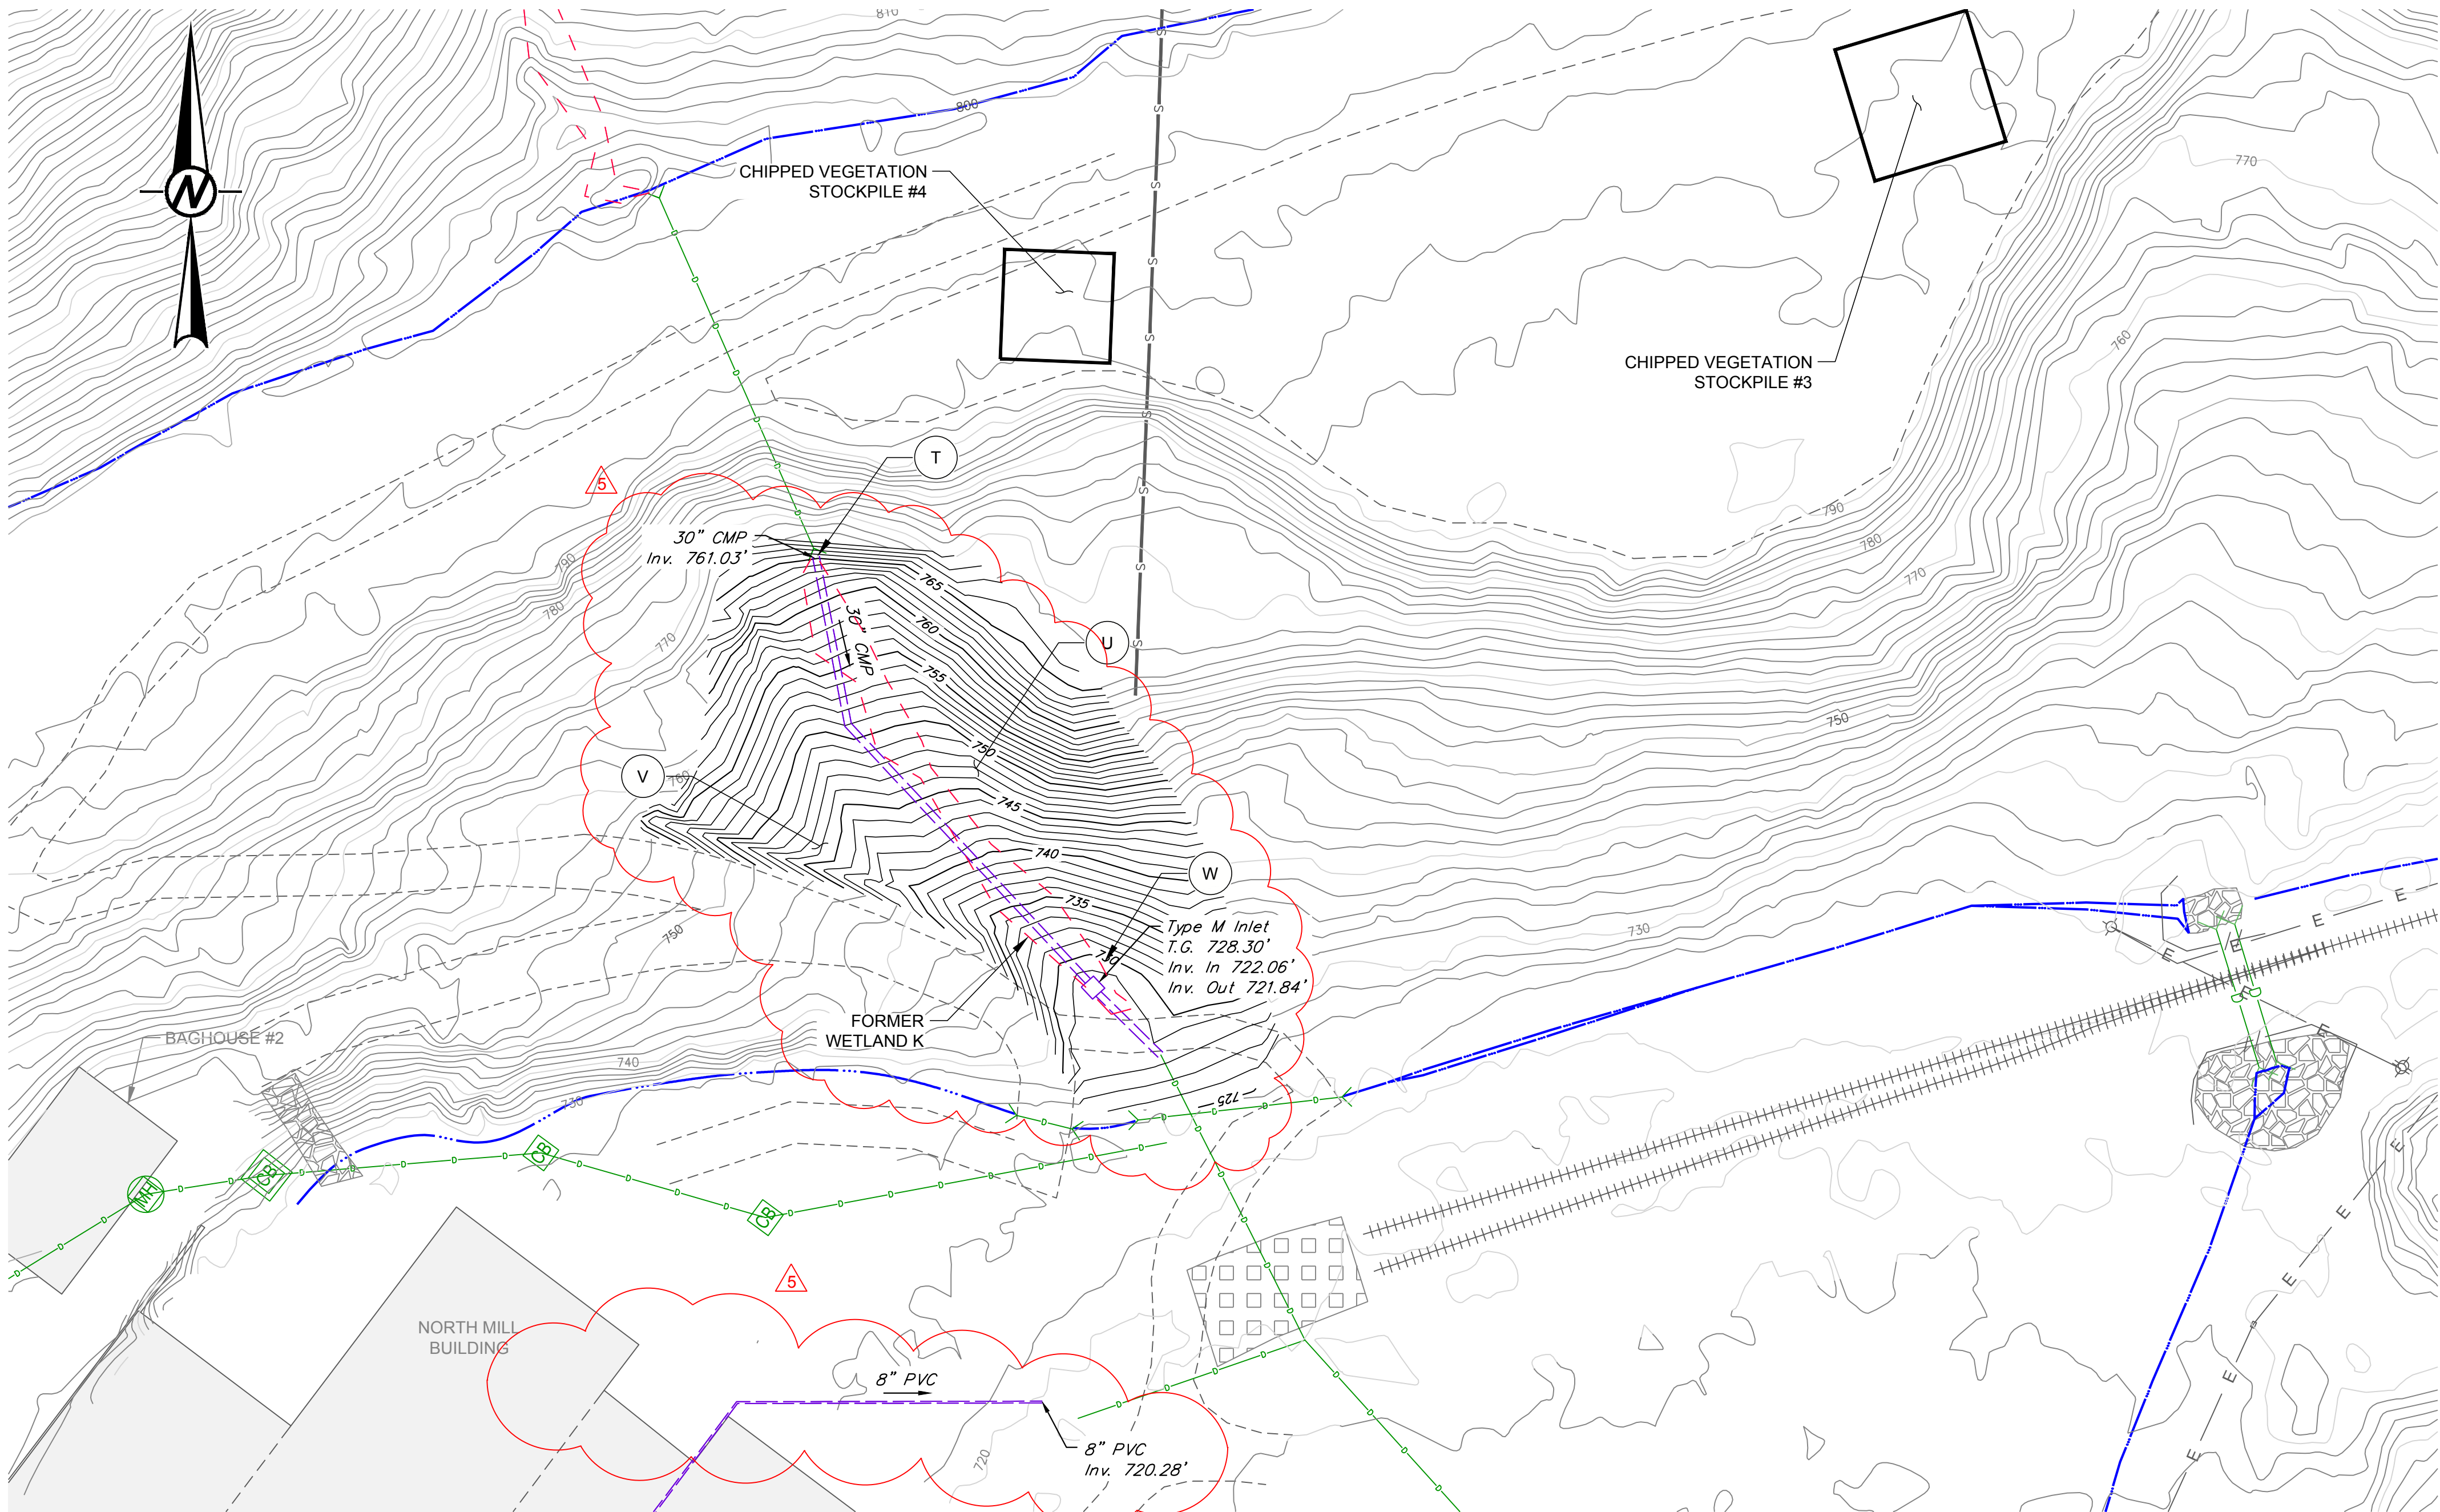 810
N
800
S
S
CHIPPED VEGETATION
STOCKPILE #4
770
S
S
760
CHIPPED VEGETATION
STOCKPILE #3
S
S
T
5
S
790
30" CMP
Inv. 761.03'
S
780
790
765
770
780
30" CMP
760
770
U
S
755
750
750
V
760
745
740
W
735
Type M Inlet
T.G. 728.30'
Inv. In 722.06'
Inv. Out 721.84'
730
750
730
E
E
E
E
E
E
FORMER
WETLAND K
BAGHOUSE #2
740
730
725
D
D
D
D
CB
CB
MH
CB
E
E
E
5
NORTH MILL
BUILDING
8" PVC
8" PVC
Inv. 720.28'
720
E
E